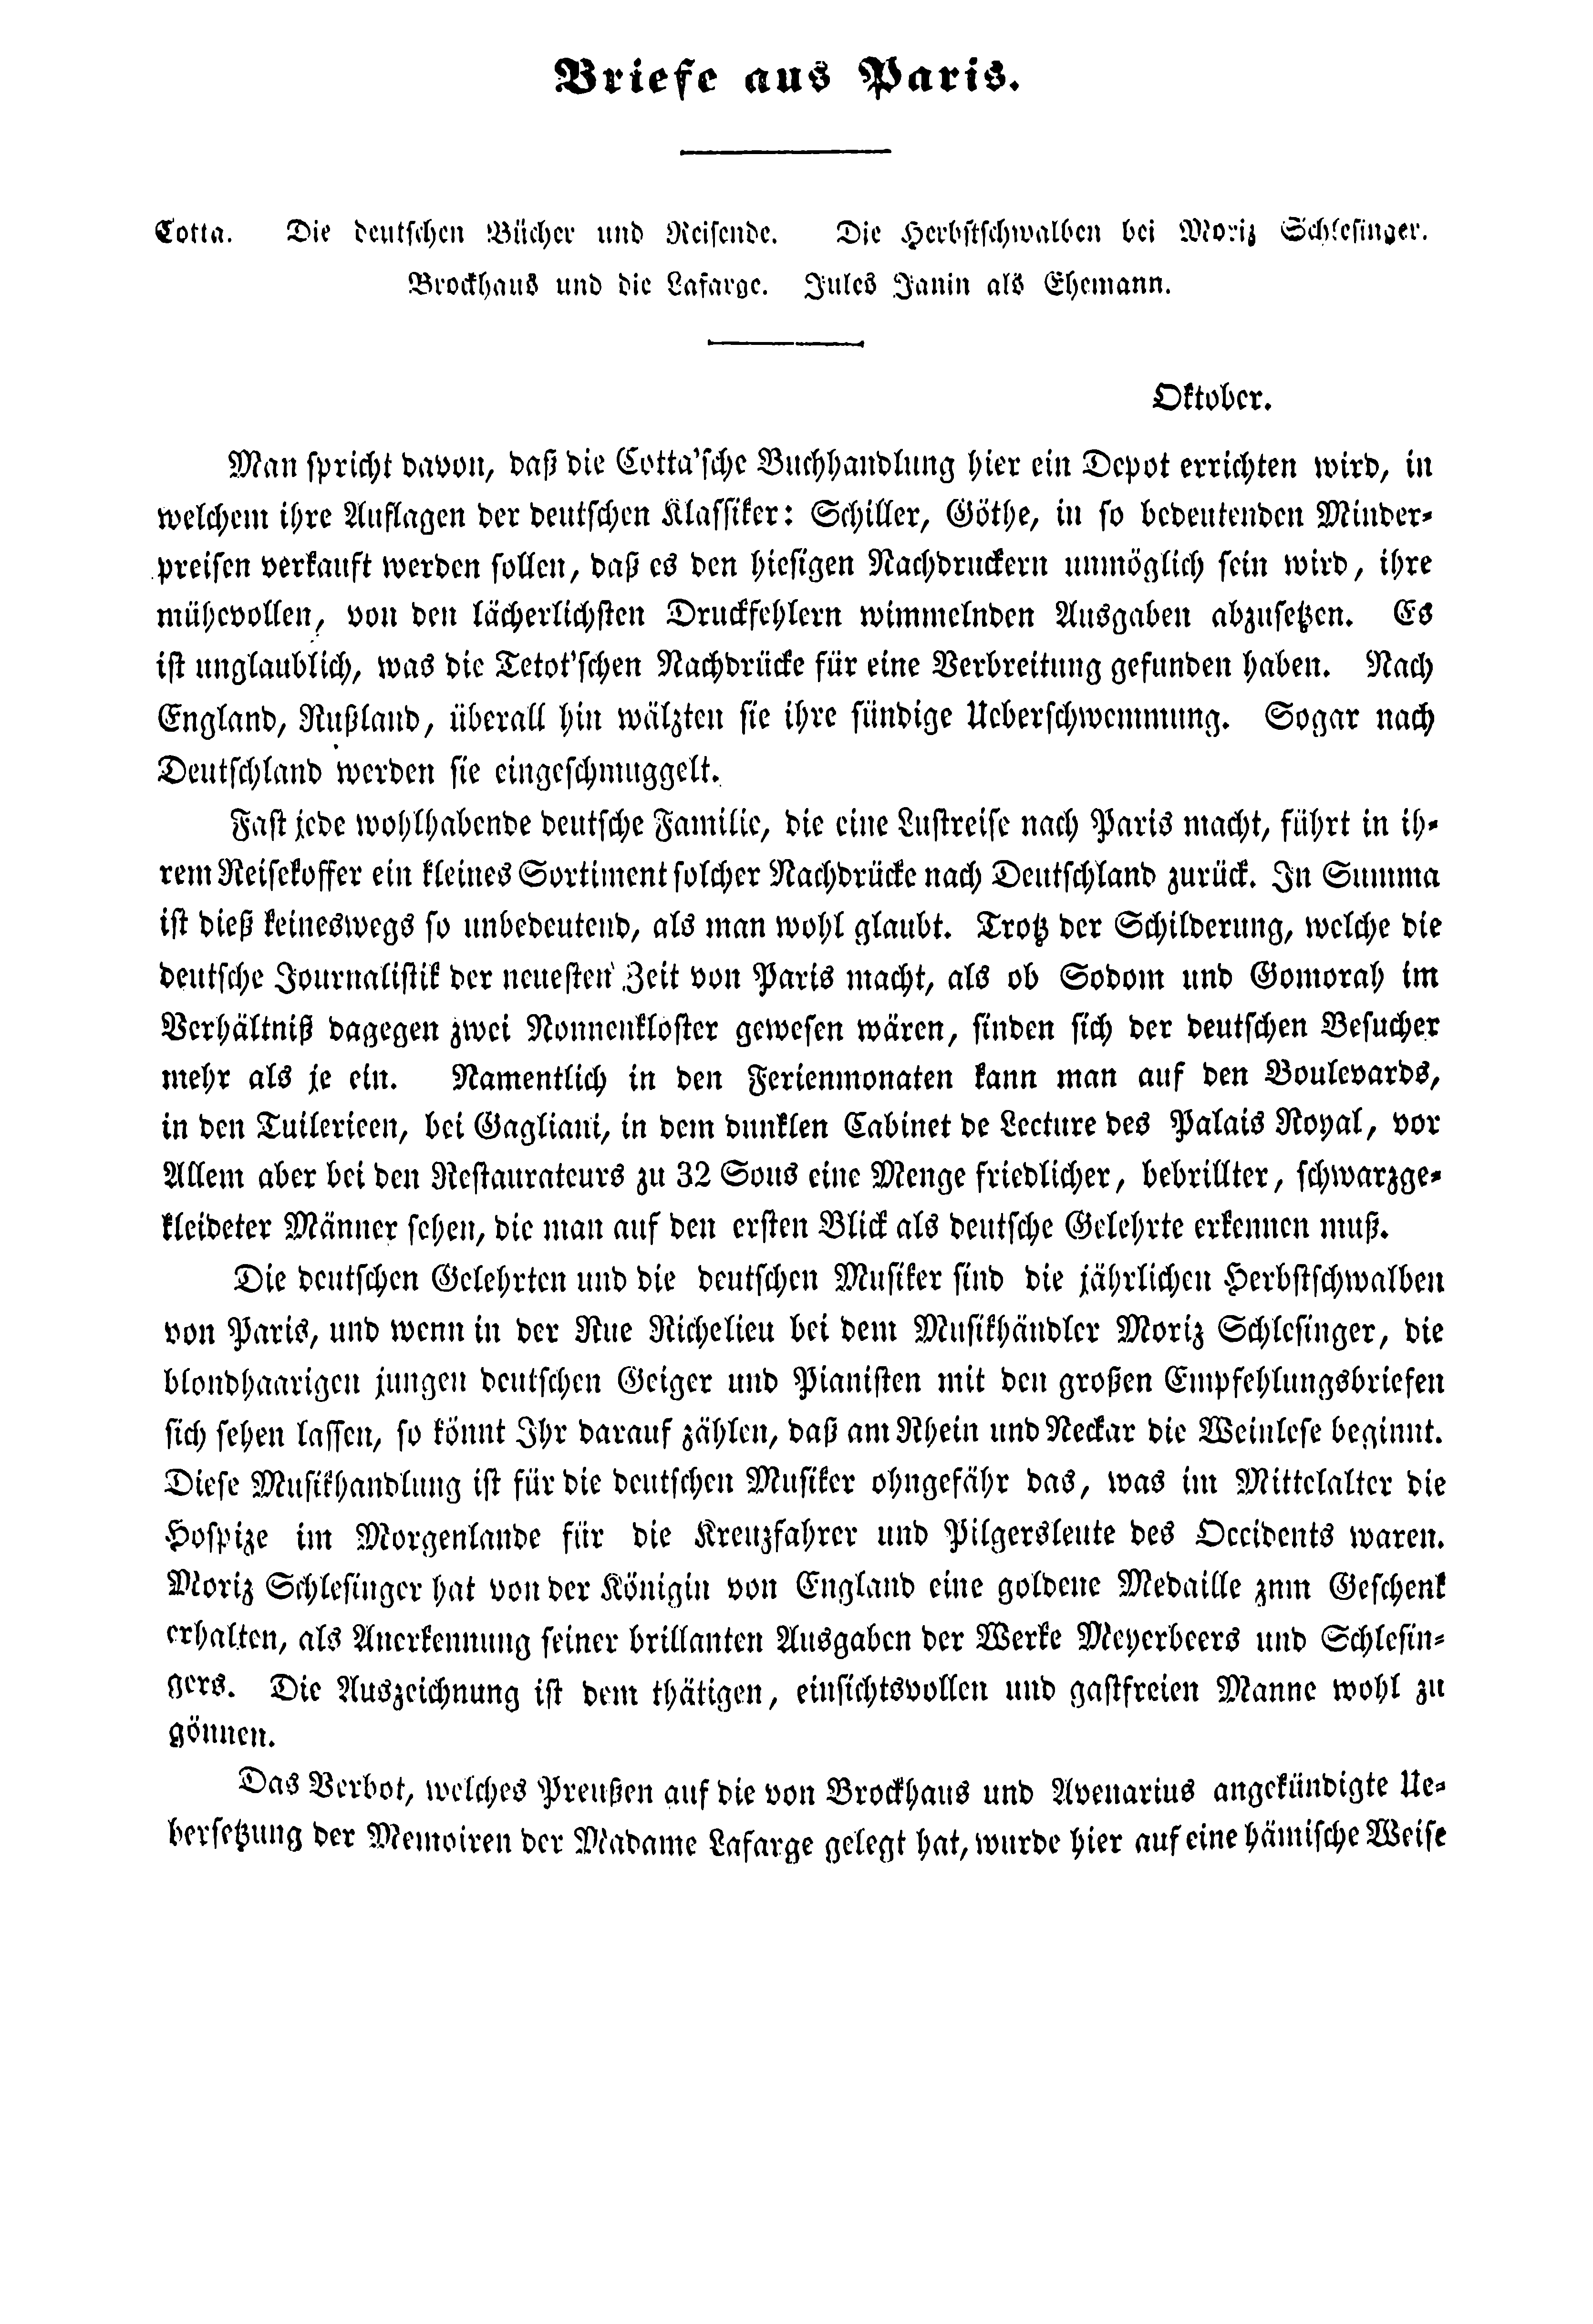 Briefe aus Paris.
Cotta. Die deutschen Bücher und Reisende. Die Herbstschwalben bei Moriz Schlesinger.
Brockhaus und die Lafarge. Jules Janin als Ehemann.
Oktober.
Man spricht davon, daß die Cotta'sche Buchhandlung hier ein Depot errichten wird, in
welchem ihre Auflagen der deutschen Klassiker: Schiller, Göthe, in so bedeutenden Minder-
preisen verkauft werden sollen, daß es den hiesigen Nachdruckern unmöglich sein wird, ihre
mühevollen, von den lächerlichsten Druckfehlern wimmelnden Ausgaben abzusetzen. Es
ist unglaublich, was die Tetot'schen Nachdrücke für eine Verbreitung gefunden haben. Nach
England, Rußland, überall hin wälzten sie ihre sündige Ueberschwemmung. Sogar nach
Deutschland werden sie eingeschmuggelt.
Fast jede wohlhabende deutsche Familie, die eine Lustreise nach Paris macht, führt in ih-
rem Reisekoffer ein kleines Sortiment solcher Nachdrücke nach Deutschland zurück. In Summa
ist dieß keineswegs so unbedeutend, als man wohl glaubt. Trotz der Schilderung, welche die
deutsche Journalistik der neuesten Zeit von Paris macht, als ob Sodom und Gomorah im
Verhältniß dagegen zwei Nonnenkloster gewesen wären, finden sich der deutschen Besucher
mehr als je ein. Namentlich in den Ferienmonaten kann man auf den Boulevards,
in den Tuilerieen, bei Gagliani, in dem dunklen Cabinet de Lecture des Palais Royal, vor
Allem aber bei den Restaurateurs zu 32 Sous eine Menge friedlicher, bebrillter, schwarzge-
kleideter Männer sehen, die man auf den ersten Blick als deutsche Gelehrte erkennen muß.
Die deutschen Gelehrten und die deutschen Musiker sind die jährlichen Herbstschwalben
von Paris, und wenn in der Rue Richelieu bei dem Musikhändler Moriz Schlesinger, die
blondhaarigen jungen deutschen Geiger und Pianisten mit den großen Empfehlungsbriefen
sich sehen lassen, so könnt Ihr darauf zählen, daß am Rhein und Neckar die Weinlese beginnt.
Diese Musikhandlung ist für die deutschen Musiker ohngefähr das, was im Mittelalter die
Hospize im Morgenlande für die Kreuzfahrer und Pilgersleute des Occidents waren.
Moriz Schlesinger hat von der Königin von England eine goldene Medaille znm Geschenk
erhalten, als Anerkennung seiner brillanten Ausgaben der Werke Meyerbeers und Schlesin-
gers. Die Auszeichnung ist dem thätigen, einsichtsvollen und gastfreien Manne wohl zu
gönnen.
Das Verbot, welches Preußen auf die von Brockhaus und Avenarius angekündigte Ue-
bersetzung der Memoiren der Madame Lafarge gelegt hat, wurde hier auf eine hämische Weise